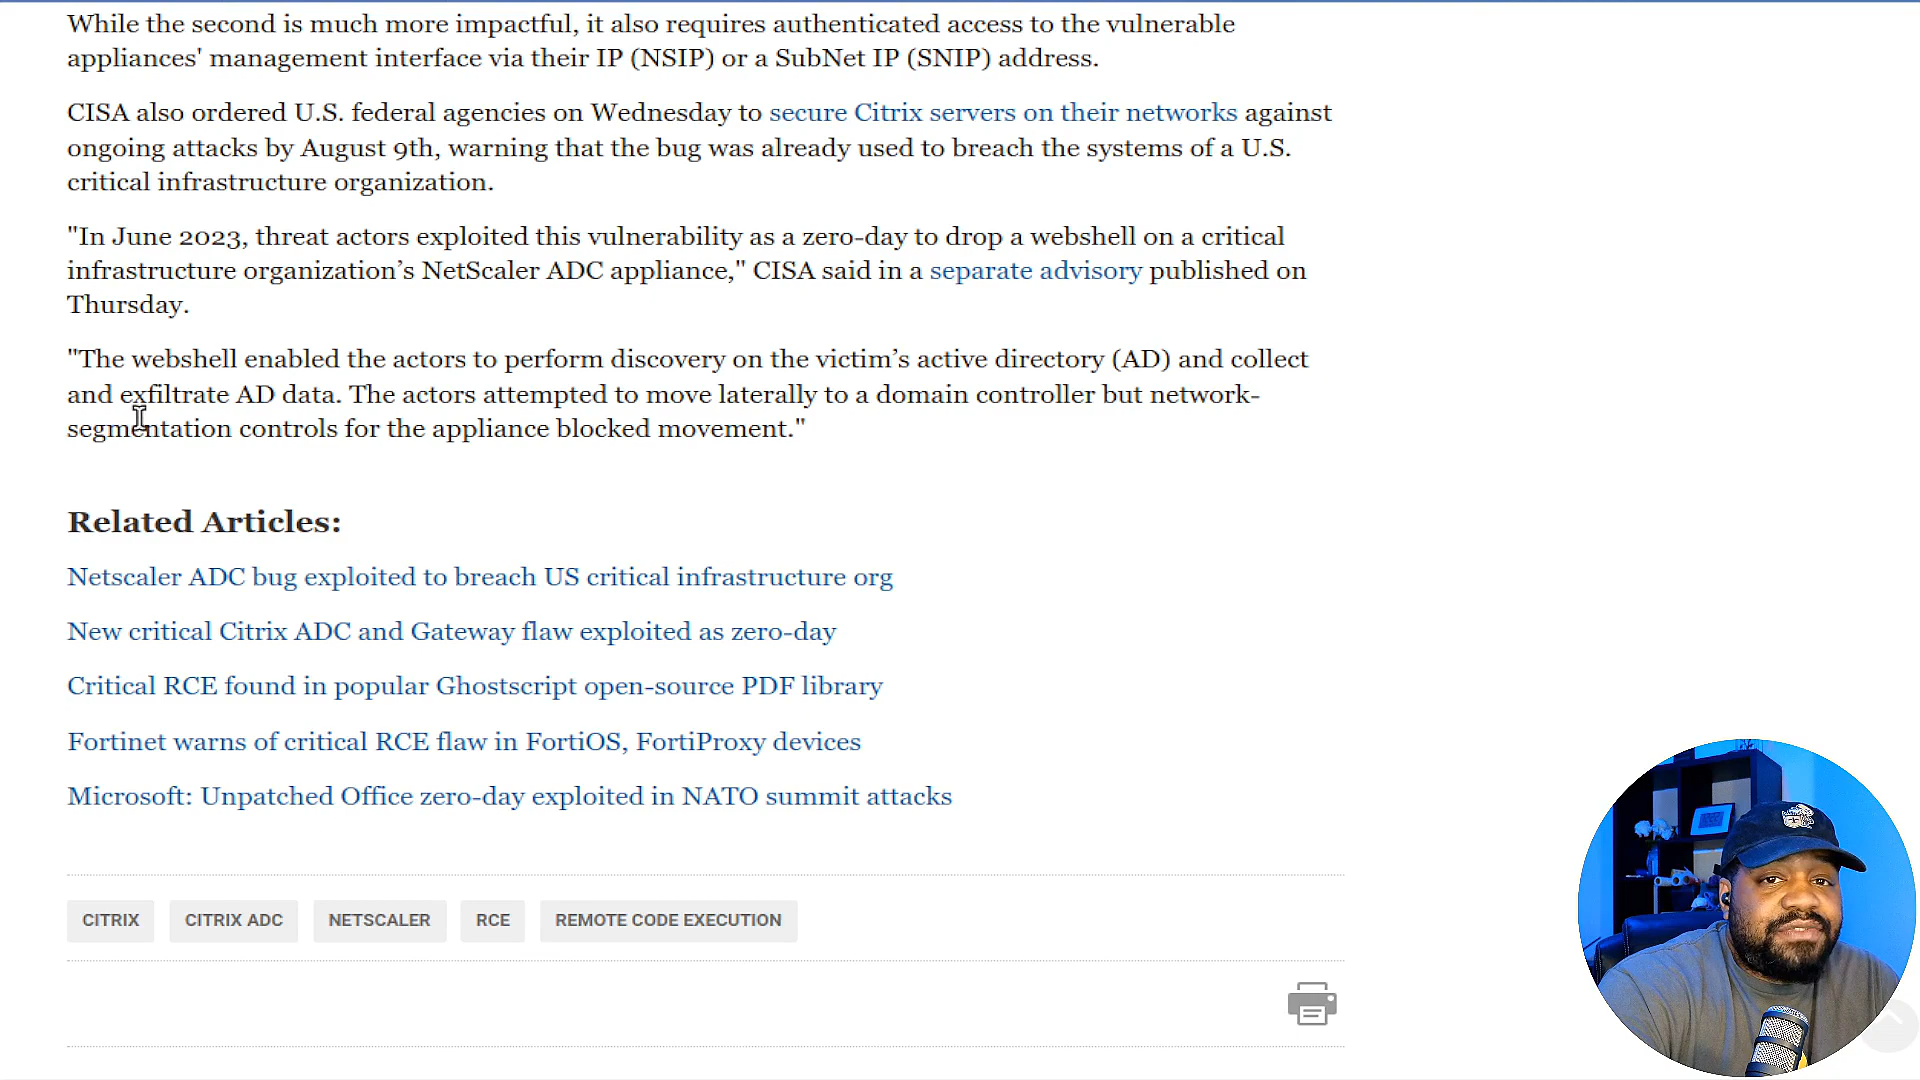 While the second is much more impactful, it also requires authenticated access to the vulnerable
appliances' management interface via their IP (NSIP) or a SubNet IP (SNIP) address.
CISA also ordered U.S. federal agencies on Wednesday to secure Citrix servers on their networks against
ongoing attacks by August 9th, warning that the bug was already used to breach the systems of a U.S.
critical infrastructure organization.
"In June 2023, threat actors exploited this vulnerability as a zero-day to drop a webshell on a critical
infrastructure organization’s NetScaler ADC appliance," CISA said in a separate advisory published on
Thursday.
"The webshell enabled the actors to perform discovery on the victim’s active directory (AD) and collect
and exfiltrate AD data. The actors attempted to move laterally to a domain controller but network-
segmentation controls for the appliance blocked movement."
Related Articles:
Netscaler ADC bug exploited to breach US critical infrastructure org
New critical Citrix ADC and Gateway flaw exploited as zero-day
Critical RCE found in popular Ghostscript open-source PDF library
Fortinet warns of critical RCE flaw in FortiOS, FortiProxy devices
Microsoft: Unpatched Office zero-day exploited in NATO summit attacks
CITRIX CITRIX ADC NETSCALER RCE REMOTE CODE EXECUTION